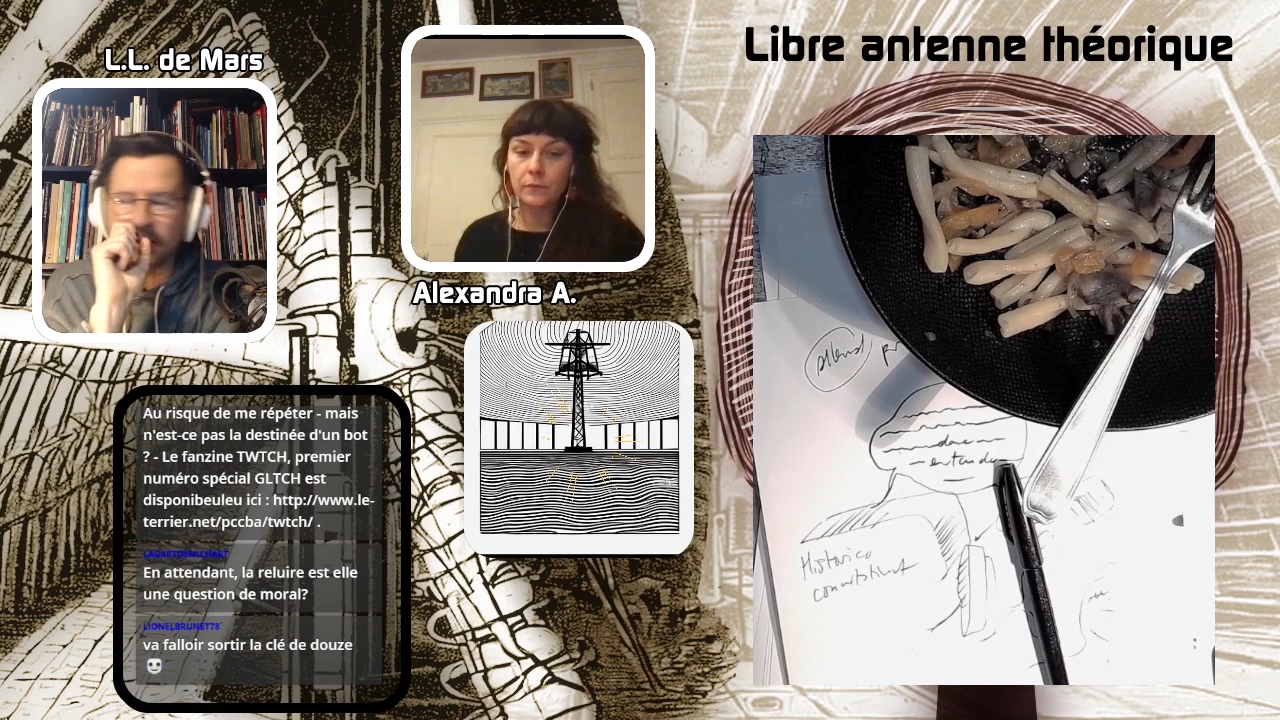 L.L. de Mars
Libre antenne théorique
Alexandra A.
Au risque de me répéter - mais
n'est-ce pas la destinée d'un bot
? - Le fanzine TWTCH, premier
numéro spécial GLTCH est
disponibeuleu ici : http://www.le-
terrier.net/pccba/twtch/ .
En attendant, la reluire est elle
une question de moral?
LIONELBRUNET78
va falloir sortir la clé de douze
Historico